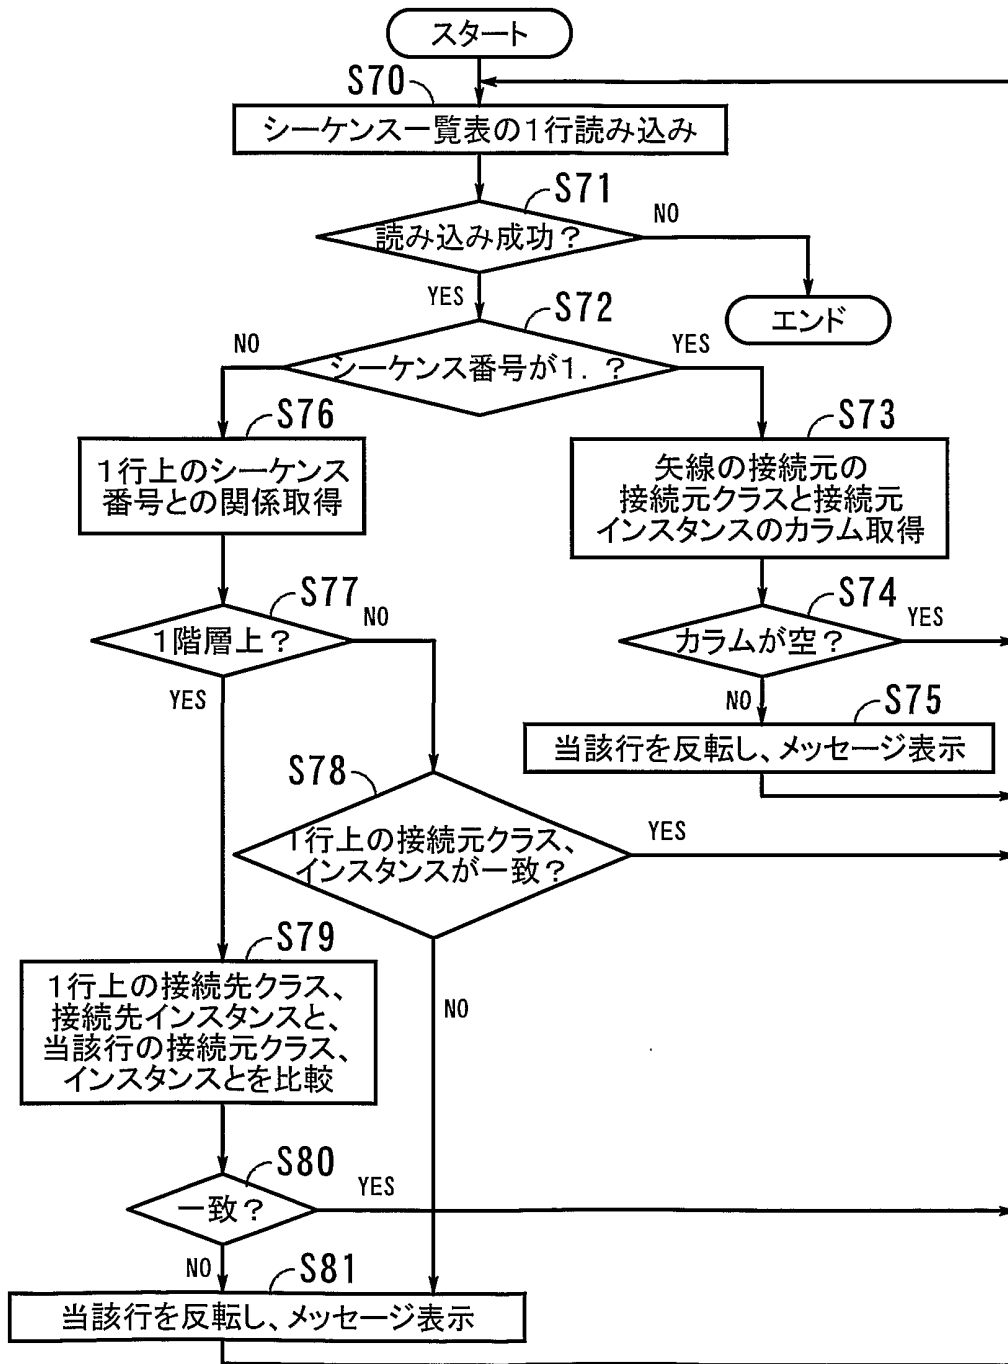 スタート
S70
シーケンス一覧表の1行読み込み
S71
読み込み成功？
NO
YES
エンド
S72
シーケンス番号が1．？
NO
YES
S76
1行上のシーケンス
番号との関係取得
S73
矢線の接続元の
接続元クラスと接続元
インスタンスのカラム取得
S77
1階層上？
NO
YES
S74
カラムが空？
YES
NO
S75
当該行を反転し、メッセージ表示
S78
1行上の接続元クラス、
インスタンスが一致？
YES
NO
S79
1行上の接続先クラス、
接続先インスタンスと、
当該行の接続元クラス、
インスタンスとを比較
S80
一致？
YES
NO
S81
当該行を反転し、メッセージ表示